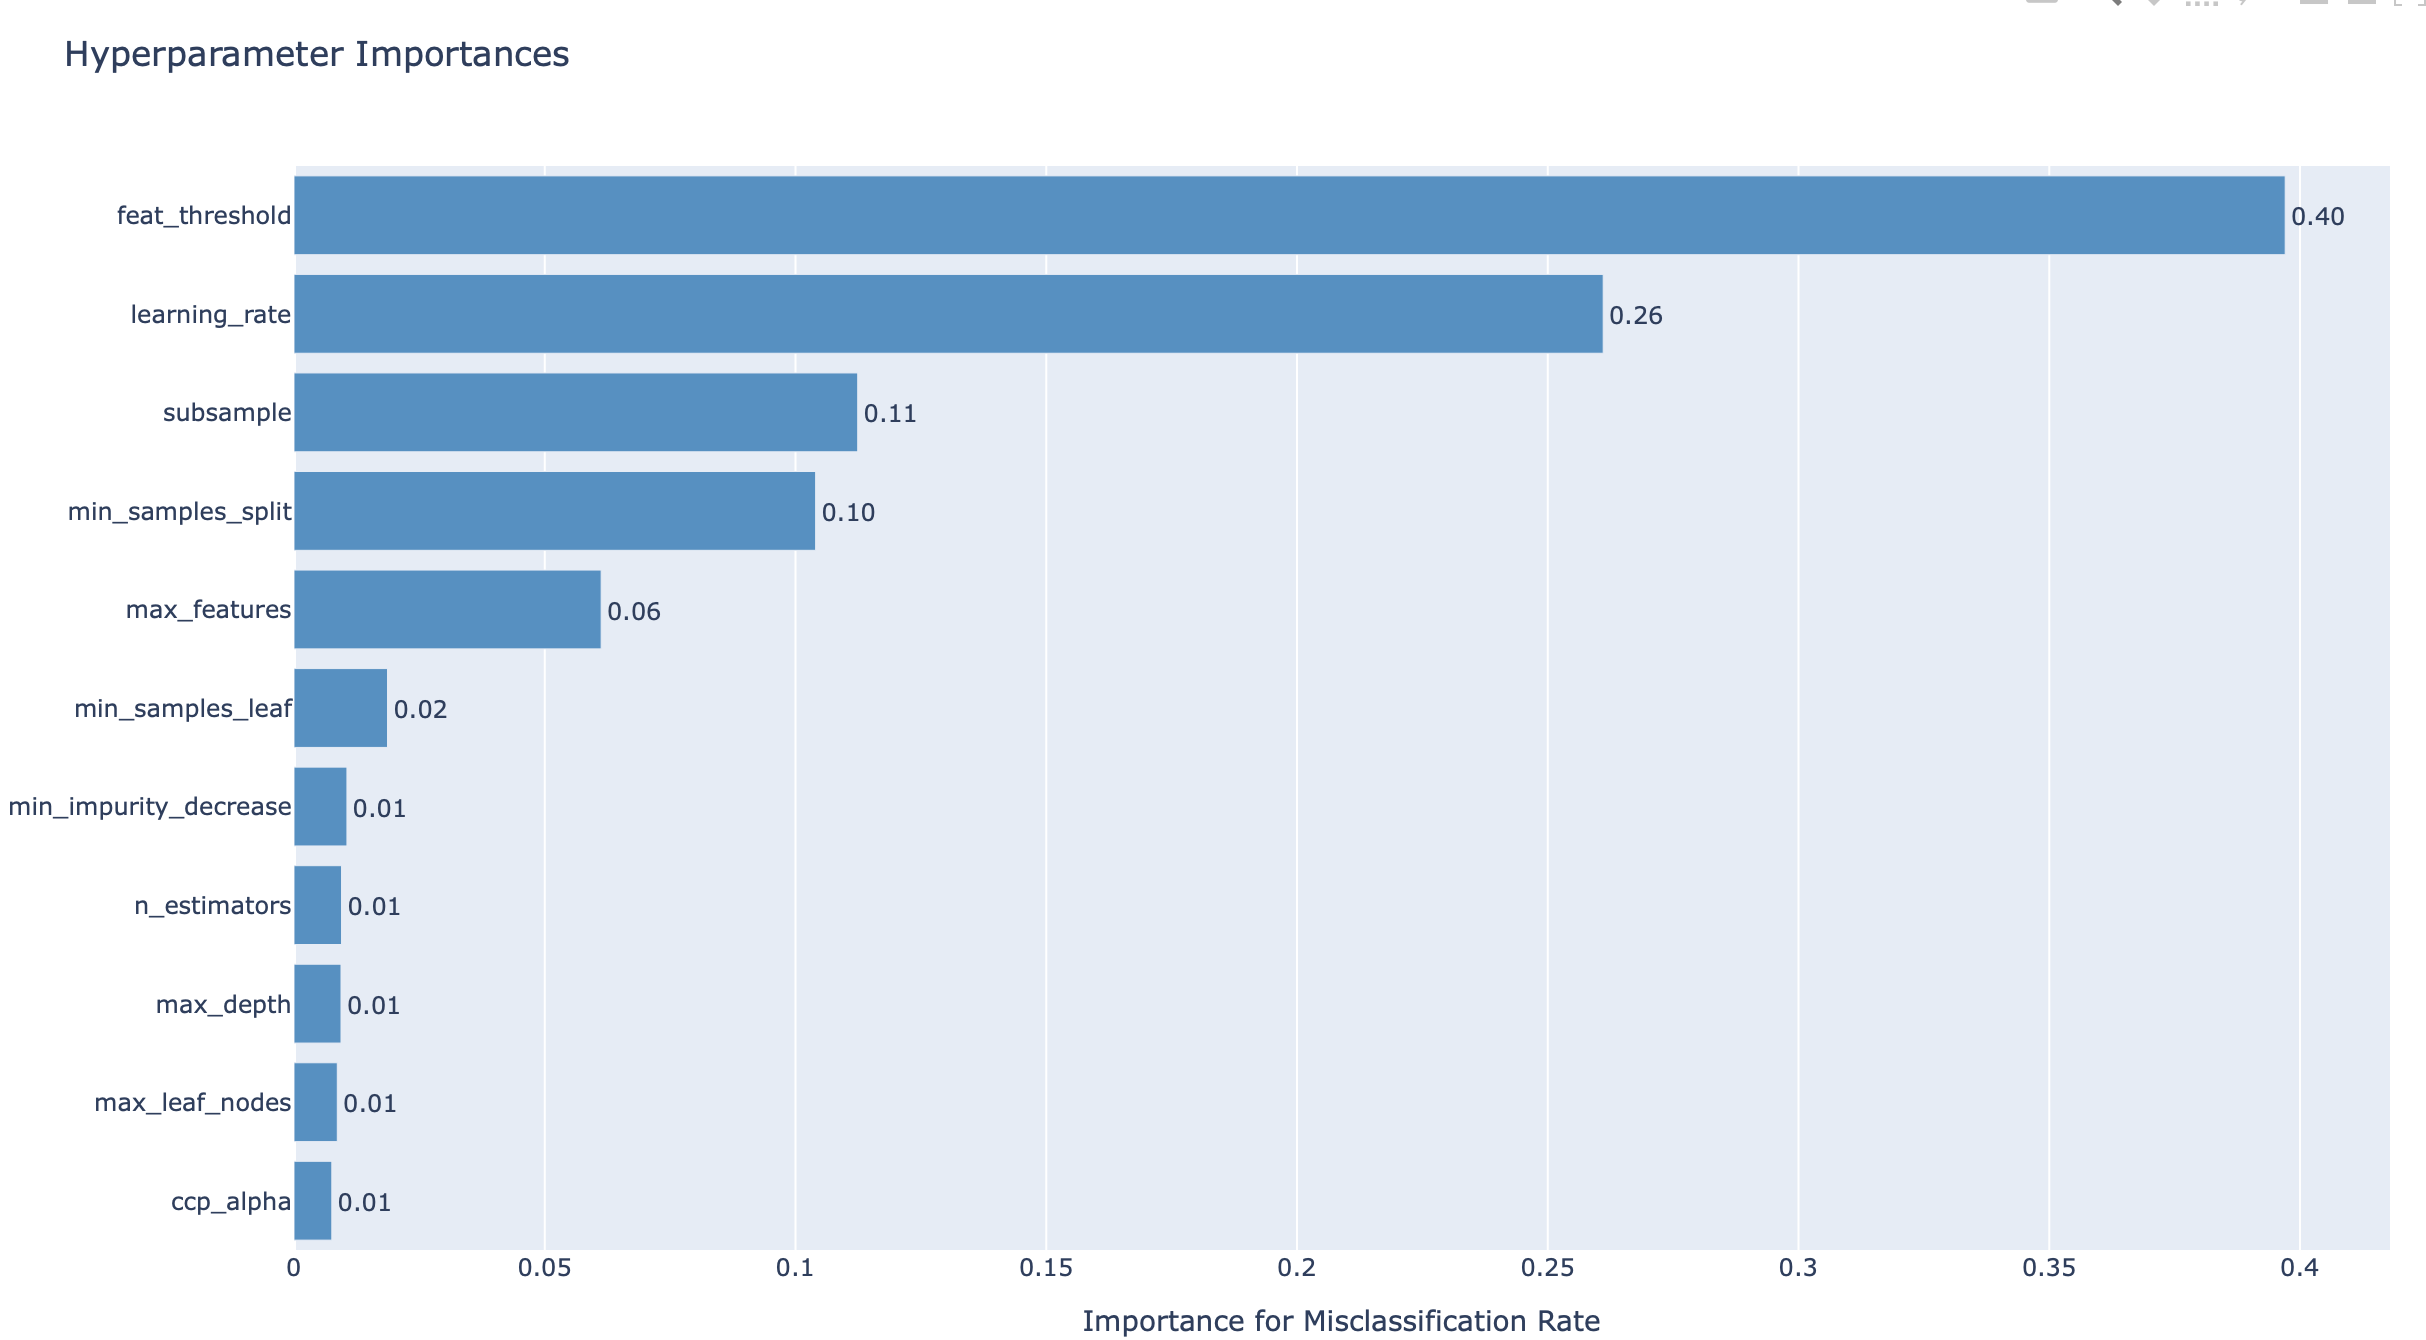 Hyperparameter Importances
feat_threshold 0.40
learning_rate 0.26
subsample 0.11
min_samples_split 0.10
max_features 0.06
min_samples_leaf 0.02
min_impurity_decrease 0.01
n_estimators 0.01
max_depth 0.01
max_leaf_nodes 0.01
ccp_alpha 0.01
0 0.05 0.1 0.15 0.2 0.25 0.3 0.35 0.4
Importance for Misclassification Rate